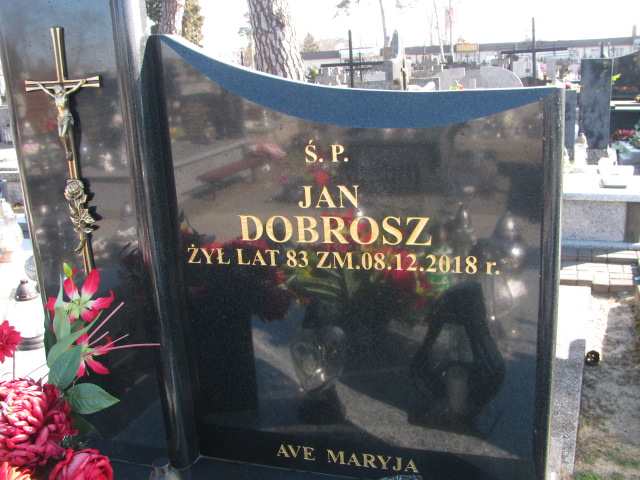 Ś. P.
JAN
DOBROSZ
ŻYŁ LAT 83 ZM.08.12.2018 r.
AVE MARYJA